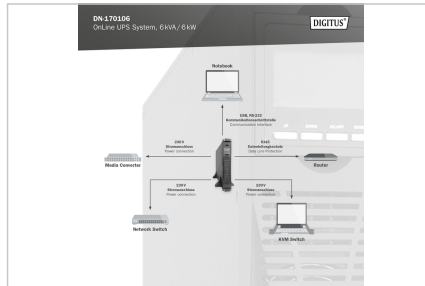 DN-170106
OnLine UPS System, 6 kVA / 6 kW
DIGITUS®
Notebook
USB, RS-232
Kommunikationsschnittstelle
Communication interface
230V
Stromanschluss
Power connection
RJ45
Data Line Protection
Media Converter
Router
230V
Stromanschluss
Power connection
230V
Stromanschluss
Power connection
Network Switch
KVM Switch